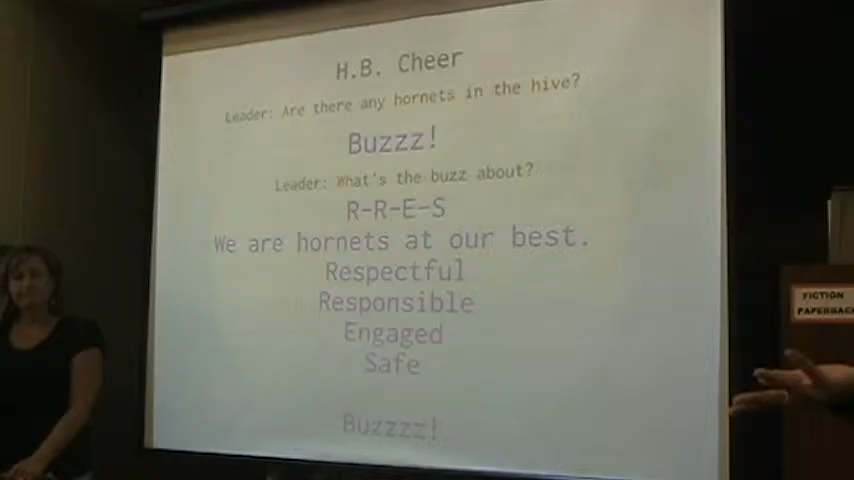 H.B. Cheer
Leader: Are there any hornets in the hive?
Buzzz!
Leader: What's the buzz about?
R-R-E-S
We are hornets at our best.
Respectful
Responsible
Engaged
Safe
Buzzzz!
FICTION
PAPERBACK